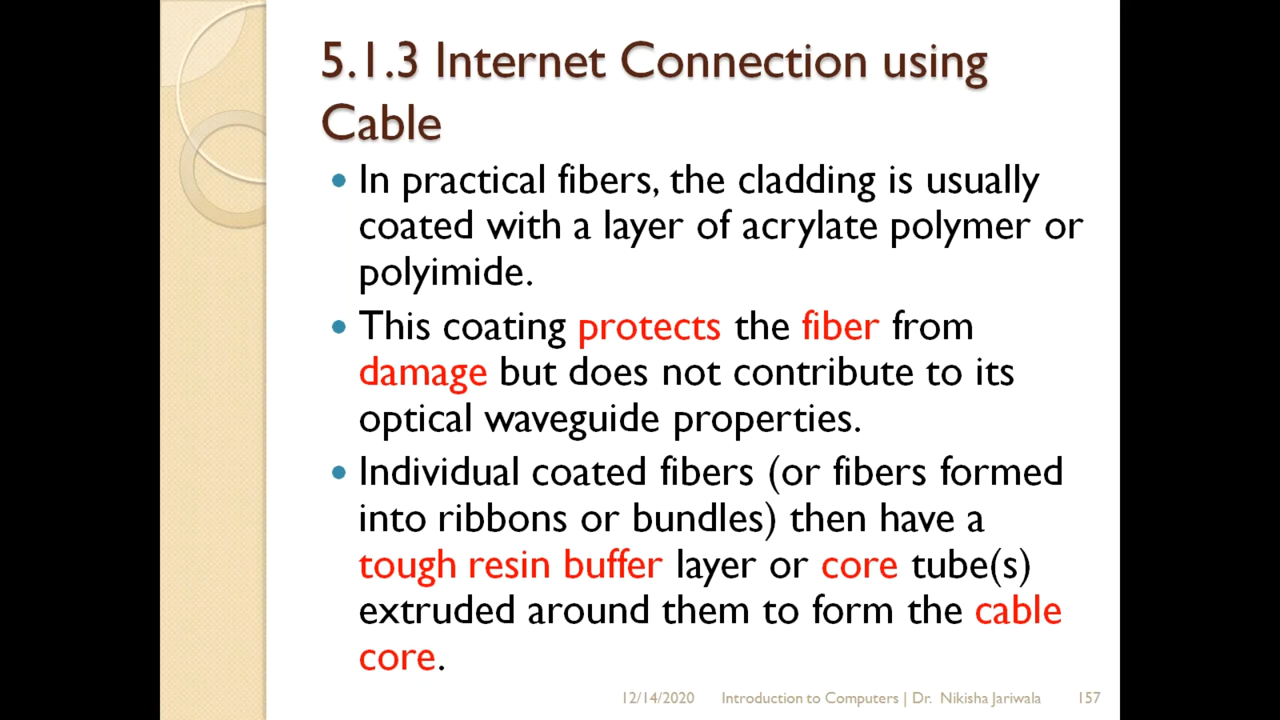 5.1.3 Internet Connection using
Cable
• In practical fibers, the cladding is usually
coated with a layer of acrylate polymer or
polyimide.
• This coating protects the fiber from
damage but does not contribute to its
optical waveguide properties.
• Individual coated fibers (or fibers formed
into ribbons or bundles) then have a
tough resin buffer layer or core tube(s)
extruded around them to form the cable
core.
12/14/2020 Introduction to Computers | Dr. Nikisha Jariwala 157